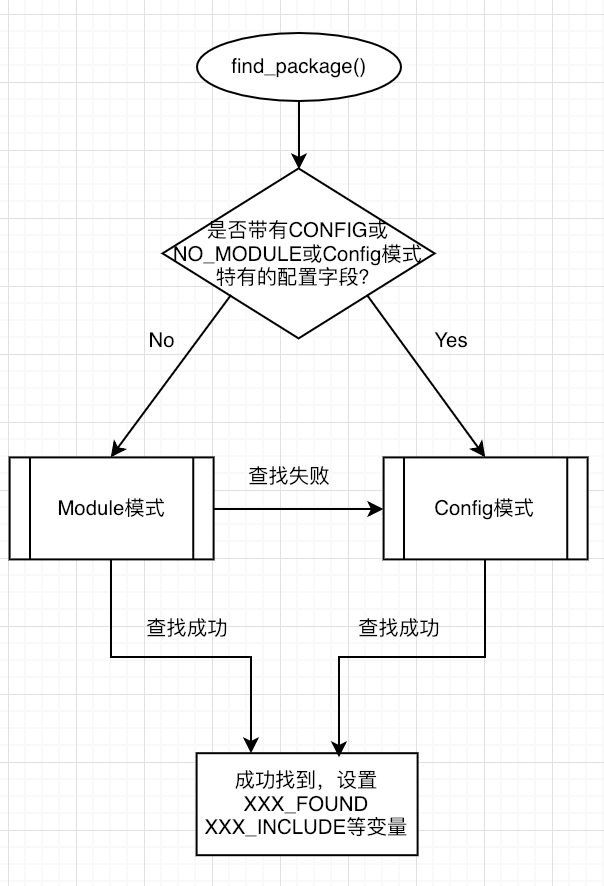 find_package()
是否带有CONFIG或
NO_MODULE或Config模式
特有的配置字段？
No
Yes
Module模式
查找失败
Config模式
查找成功
查找成功
成功找到，设置
XXX_FOUND
XXX_INCLUDE等变量